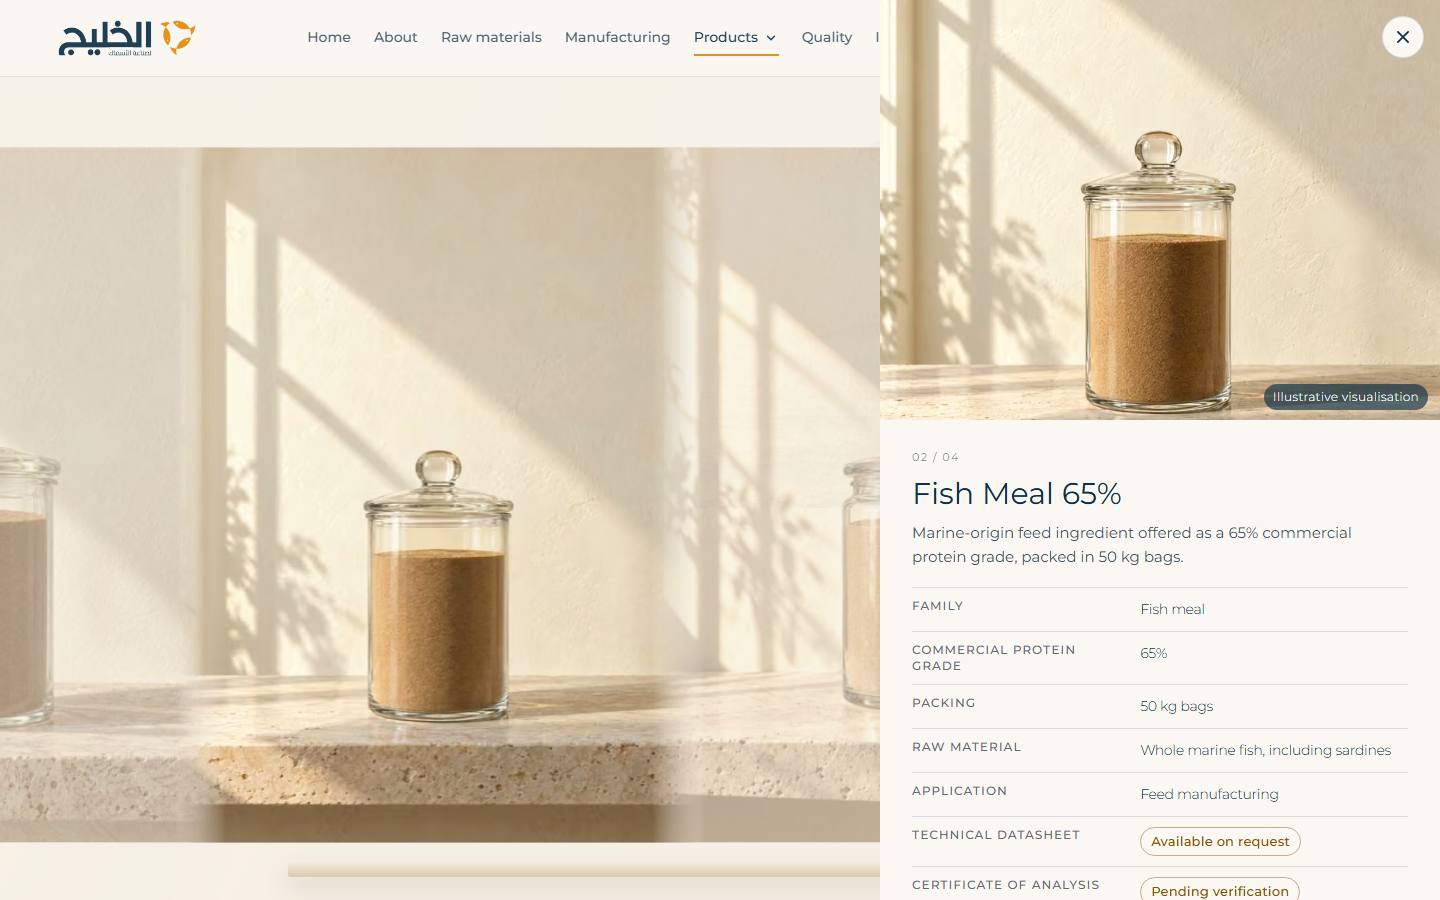 الخليج
لصناعة الأسماك
Home
About
Raw materials
Manufacturing
Products
Quality
Illustrative visualisation
02 / 04
Fish Meal 65%
Marine-origin feed ingredient offered as a 65% commercial
protein grade, packed in 50 kg bags.
FAMILY
Fish meal
COMMERCIAL PROTEIN
GRADE
65%
PACKING
50 kg bags
RAW MATERIAL
Whole marine fish, including sardines
APPLICATION
Feed manufacturing
TECHNICAL DATASHEET
Available on request
CERTIFICATE OF ANALYSIS
Pending verification